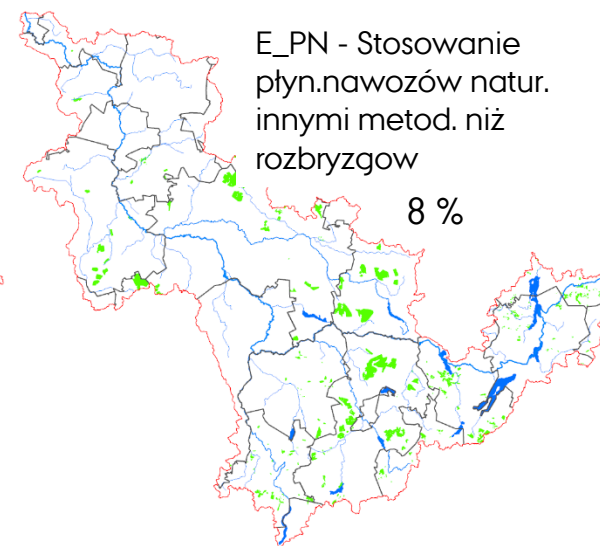 E_PN - Stosowanie
płyn.nawozów natur.
innymi metod. niż
rozbryzgow
8 %